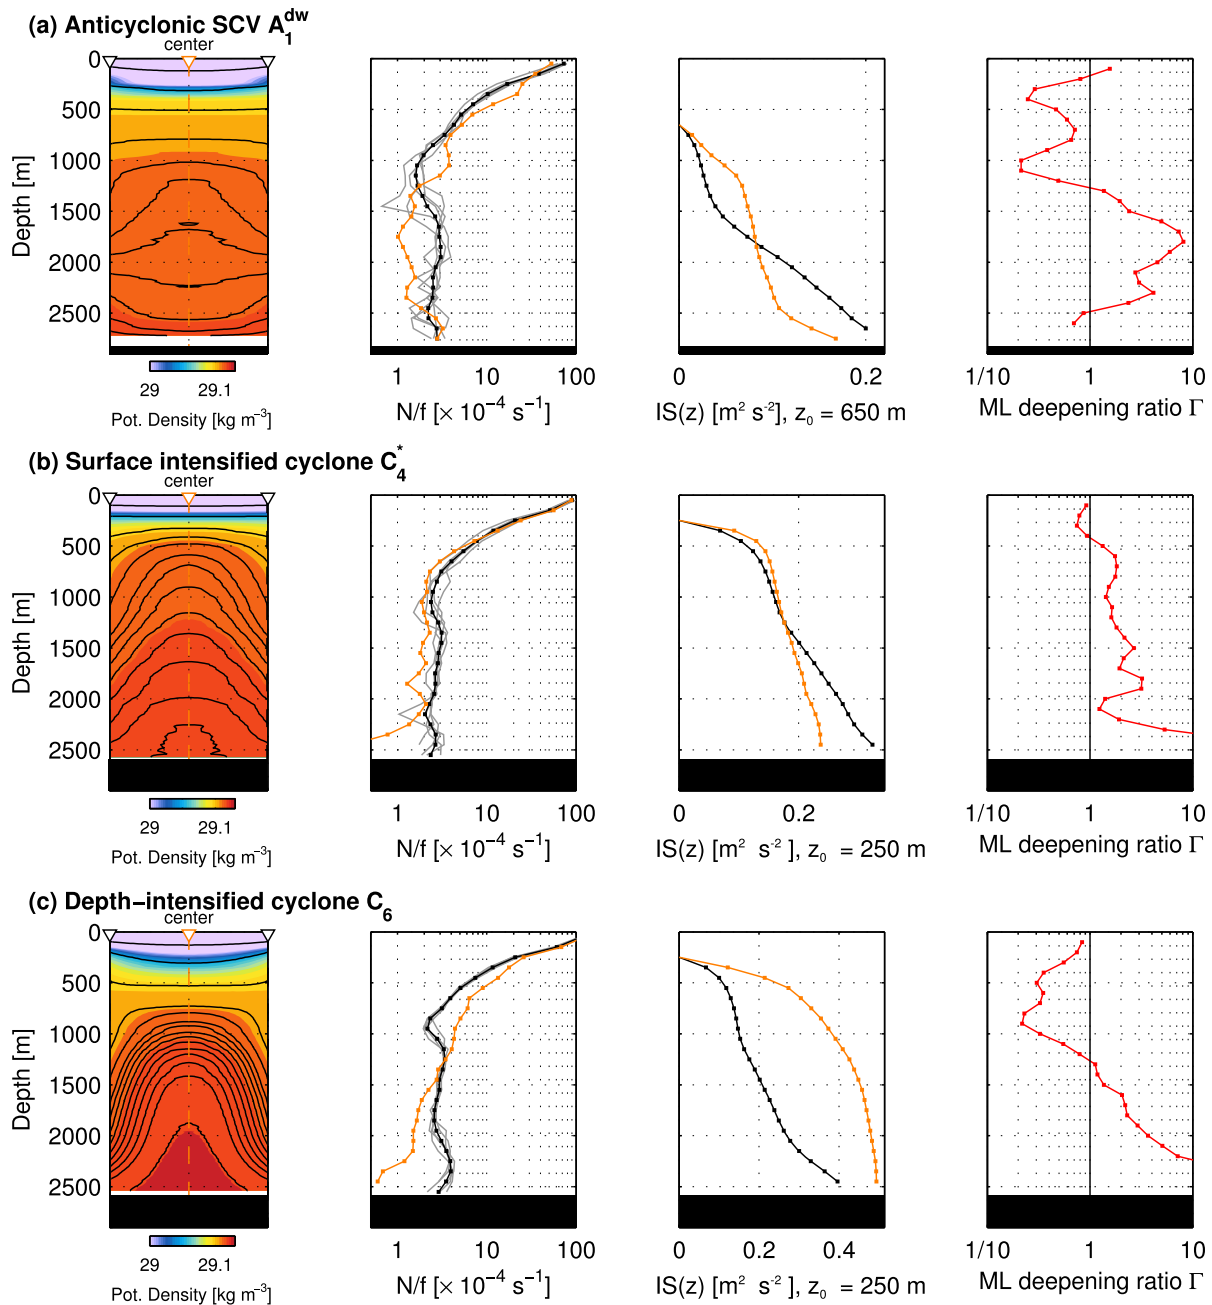 (a) Anticyclonic SCV A₁ᵈʷ
center
0
500
1000
1500
2000
2500
Depth [m]
29 29.1
Pot. Density [kg m⁻³]
1 10 100
N/f [× 10⁻⁴ s⁻¹]
0 0.2
IS(z) [m² s⁻²], z₀ = 650 m
1/10 1 10
ML deepening ratio Γ
(b) Surface intensified cyclone C₄*
center
0
500
1000
1500
2000
2500
Depth [m]
29 29.1
Pot. Density [kg m⁻³]
1 10 100
N/f [× 10⁻⁴ s⁻¹]
0 0.2
IS(z) [m² s⁻²], z₀ = 250 m
1/10 1 10
ML deepening ratio Γ
(c) Depth−intensified cyclone C₆
center
0
500
1000
1500
2000
2500
Depth [m]
29 29.1
Pot. Density [kg m⁻³]
1 10 100
N/f [× 10⁻⁴ s⁻¹]
0 0.2 0.4
IS(z) [m² s⁻²], z₀ = 250 m
1/10 1 10
ML deepening ratio Γ